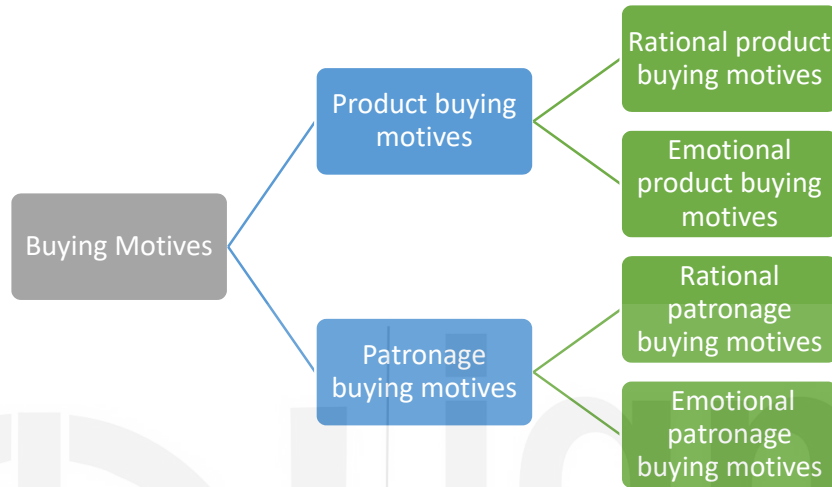 Buying Motives
Product buying
motives
Rational product
buying motives
Emotional
product buying
motives
Patronage
buying motives
Rational
patronage
buying motives
Emotional
patronage
buying motives